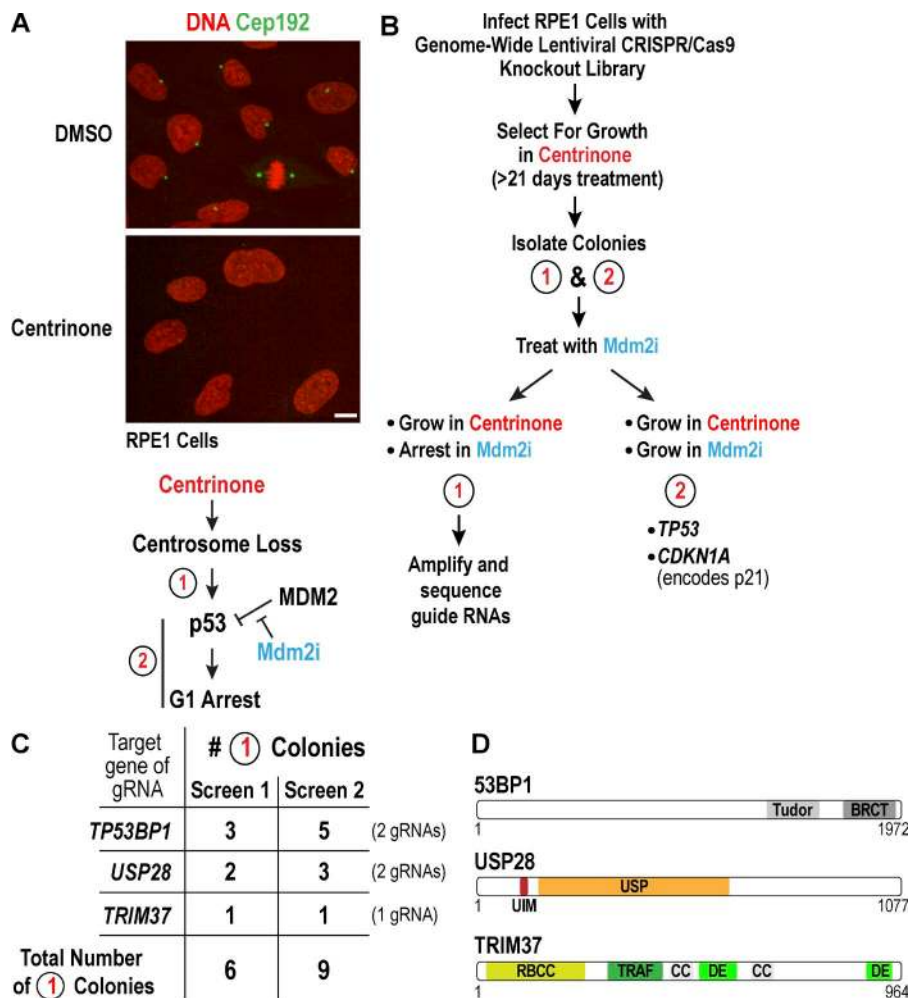 A
DNA Cep192
DMSO
Centrinone
RPE1 Cells
Centrinone
Centrosome Loss
1
p53
MDM2
Mdm2i
2
G1 Arrest
B
Infect RPE1 Cells with
Genome-Wide Lentiviral CRISPR/Cas9
Knockout Library
Select For Growth
in Centrinone
(>21 days treatment)
Isolate Colonies
1 & 2
Treat with Mdm2i
• Grow in Centrinone
• Arrest in Mdm2i
1
Amplify and
sequence
guide RNAs
• Grow in Centrinone
• Grow in Mdm2i
2
• TP53
• CDKN1A
(encodes p21)
C
Target
gene of
gRNA
# 1 Colonies
Screen 1 Screen 2
TP53BP1 3 5 (2 gRNAs)
USP28 2 3 (2 gRNAs)
TRIM37 1 1 (1 gRNA)
Total Number
of 1 Colonies
6 9
D
53BP1
Tudor BRCT
1 1972
USP28
USP
UIM
1 1077
TRIM37
RBCC TRAF CC DE CC DE
1 964